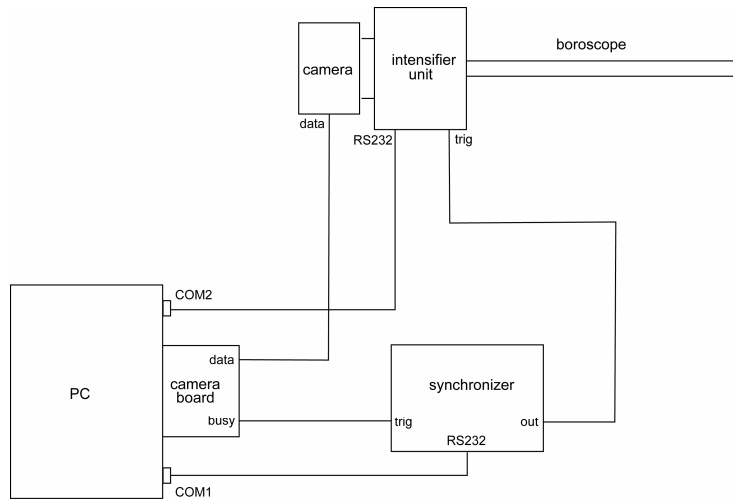 boroscope
intensifier
unit
camera
data
RS232
trig
COM2
data
camera
board
busy
PC
synchronizer
trig
out
RS232
COM1